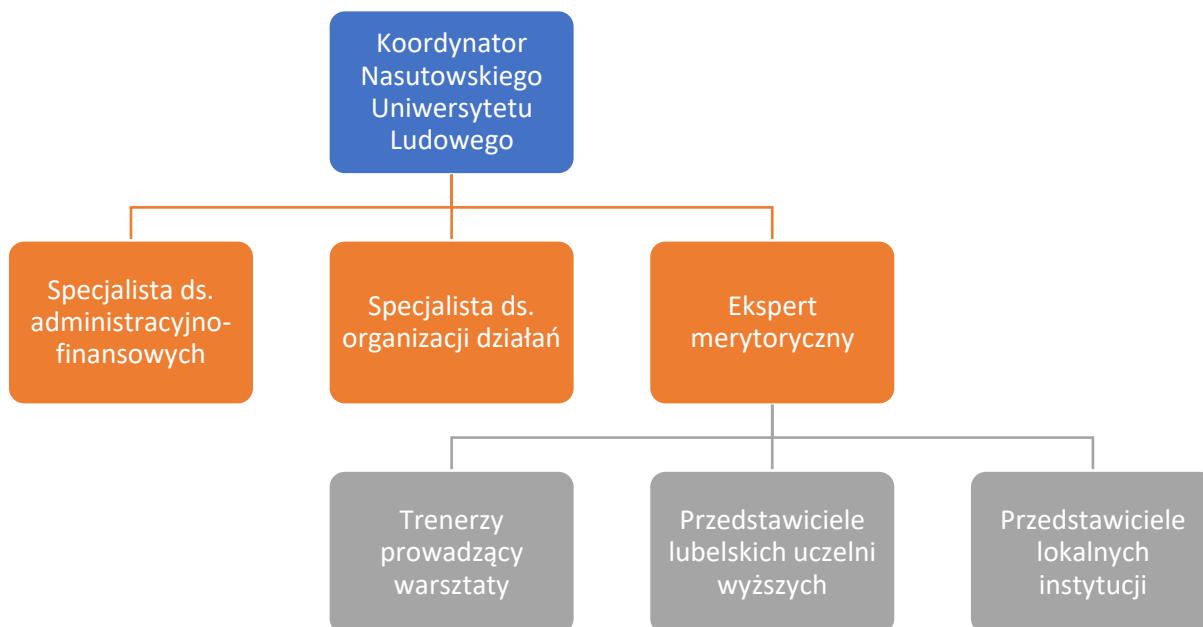 Koordynator
Nasutowskiego
Uniwersytetu
Ludowego
Specjalista ds.
administracyjno-
finansowych
Specjalista ds.
organizacji działań
Ekspert
merytoryczny
Trenerzy
prowadzący
warsztaty
Przedstawiciele
lubelskich uczelni
wyższych
Przedstawiciele
lokalnych
instytucji